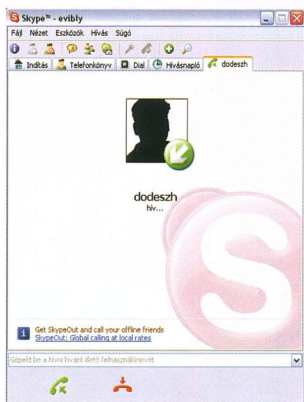 Skype™ - evibly
Fájl Nézet Eszközök Hívás Súgó
Indítás Telefonkönyv Dial Hívásnapló dodeszh
dodeszh
hív...
Get SkypeOut and call your offline friends
SkypeOut: Global calling at local rates
Gépeld be a hívni kívánt illető felhasználónevét